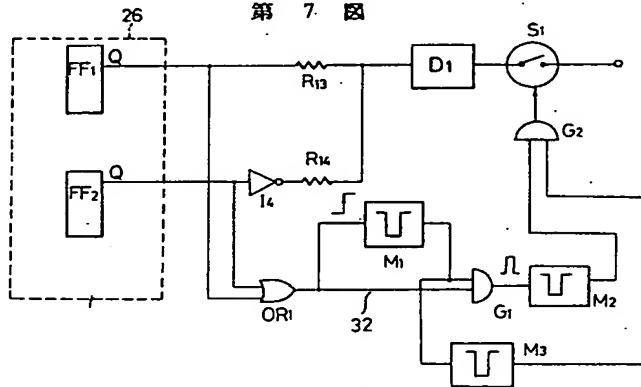 第 7 図
26
FF1
Q
R13
D1
S1
G2
FF2
Q
I4
R14
M1
OR1
32
G1
M2
M3